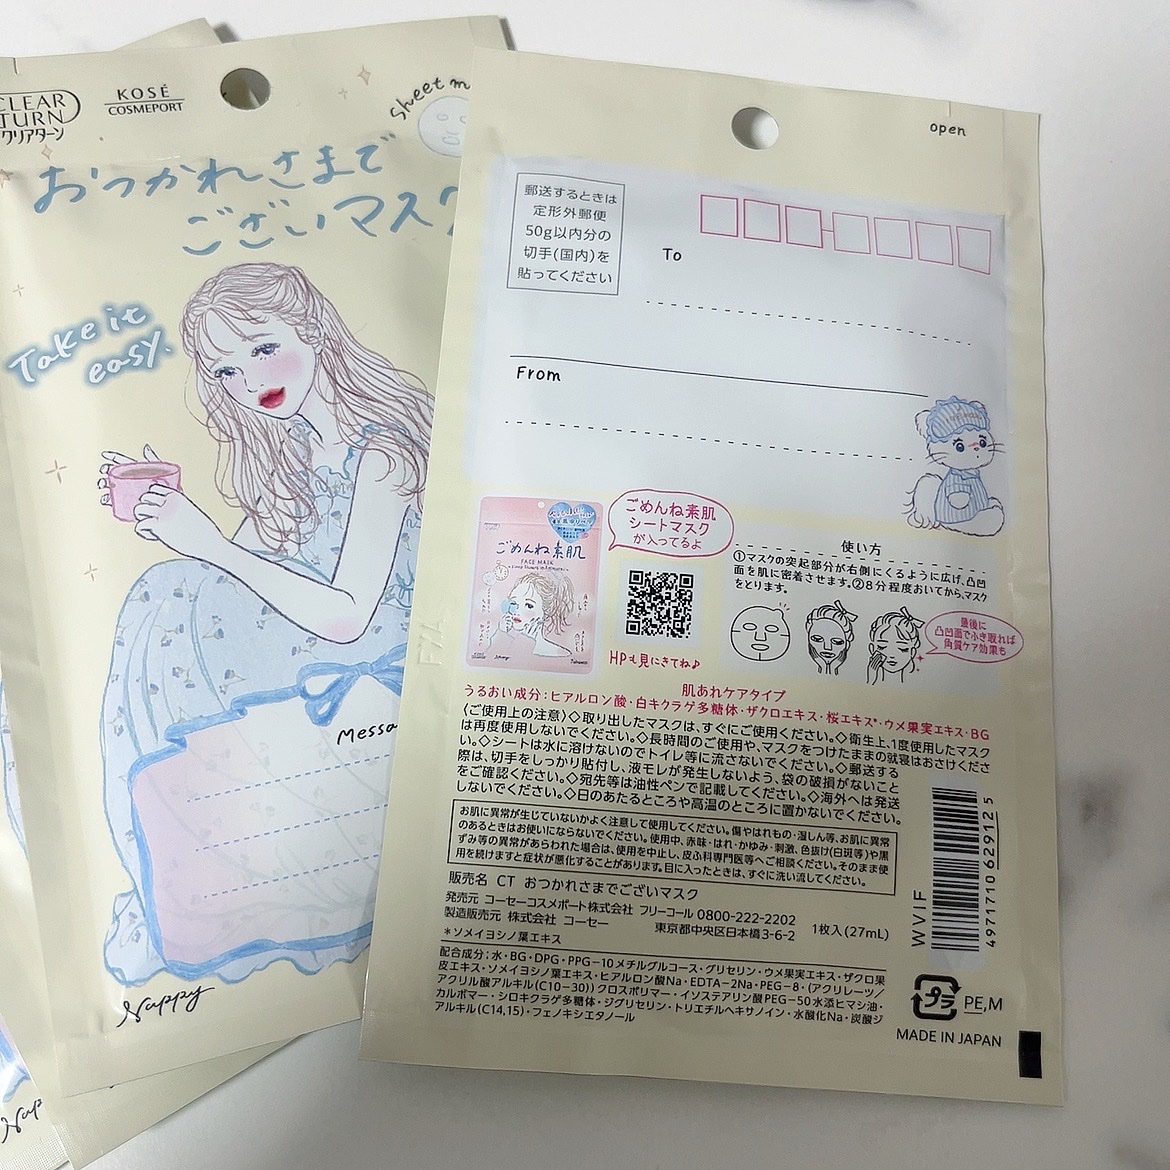 CLEAR
TURN
クリアターン
KOSÉ
COSMEPORT
Sheet
おつかれさまで
ございマスク
Take it
easy.
Happy
open
郵送するときは
定形外郵便
50g以内分の
切手(国内)を
貼ってください
To
From
ごめんね素肌
FACE MASK
ごめんね素肌
シートマスク
が入ってるよ
HPも見にきてね♪
使い方
①マスクの突起部分が右側にくるように広げ、凸凹
面を肌に密着させます。②8分程度おいてから、マスク
をとります。
最後に
凸凹面でふき取れば
角質ケア効果も
肌あれケアタイプ
うるおい成分:ヒアルロン酸・白キクラゲ多糖体・ザクロエキス・桜エキス*・ウメ果実エキス・BG
〈ご使用上の注意〉◇取り出したマスクは、すぐにご使用ください。◇衛生上、1度使用したマスク
は再度使用しないでください。◇長時間のご使用や、マスクをつけたままの就寝はおさけくださ
い。◇シートは水に溶けないのでトイレ等に流さないでください。◇郵送する
際は、切手をしっかり貼付し、液モレが発生しないよう、袋の破損がないこと
をご確認ください。◇宛先等は油性ペンで記載してください。◇海外へは発送
しないでください。◇日のあたるところや高温のところに置かないでください。
お肌に異常が生じていないかよく注意して使用してください。傷やはれもの・湿しん等、お肌に異常
のあるときはお使いにならないでください。使用中、赤味・はれ・かゆみ・刺激、色抜け(白斑等)や黒
ずみ等の異常があらわれた場合は、使用を中止し、皮ふ科専門医等へご相談ください。そのまま使
用を続けますと症状が悪化することがあります。目に入ったときは、すぐに洗い流してください。
販売名 CT おつかれさまでございマスク
発売元 コーセーコスメポート株式会社 フリーコール 0800-222-2202
製造販売元 株式会社 コーセー 東京都中央区日本橋3-6-2 1枚入(27mL)
*ソメイヨシノ葉エキス
配合成分:水・BG・DPG・PPG-10メチルグルコース・グリセリン・ウメ果実エキス・ザクロ果
皮エキス・ソメイヨシノ葉エキス・ヒアルロン酸Na・EDTA-2Na・PEG-8・(アクリレーツ/
アクリル酸アルキル(C10-30))クロスポリマー・イソステアリン酸PEG-50水添ヒマシ油・
カルボマー・シロキクラゲ多糖体・ジグリセリン・トリエチルヘキサノイン・水酸化Na・炭酸ジ
アルキル(C14,15)・フェノキシエタノール
WVIF
4971710629125
プラ
PE,M
MADE IN JAPAN